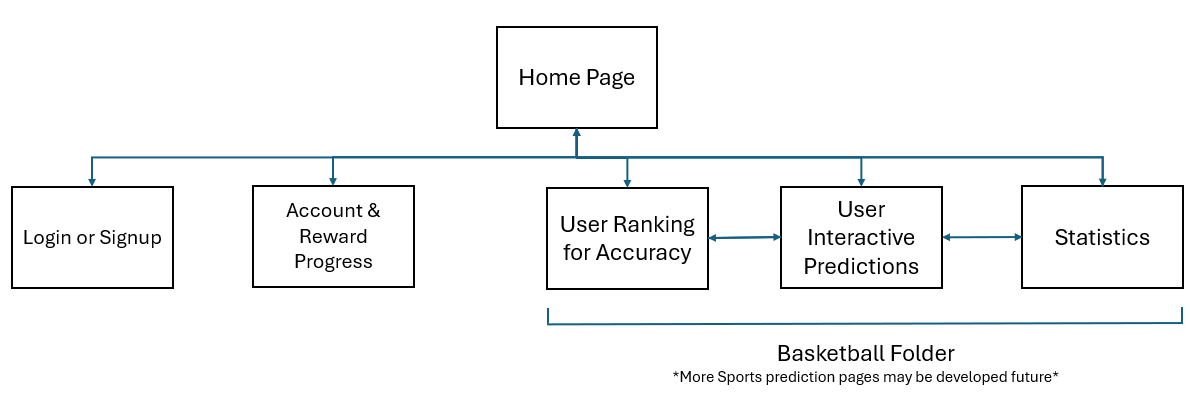 Home Page
Login or Signup
Account &
Reward
Progress
User Ranking
for Accuracy
User
Interactive
Predictions
Statistics
Basketball Folder
*More Sports prediction pages may be developed future*